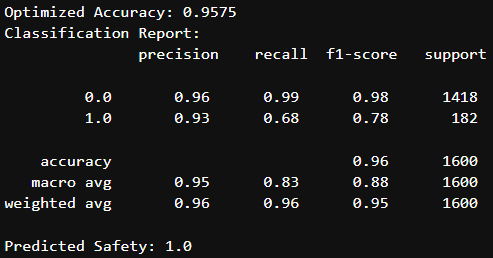 Optimized Accuracy: 0.9575
Classification Report:
precision recall f1-score support
0.0 0.96 0.99 0.98 1418
1.0 0.93 0.68 0.78 182
accuracy 0.96 1600
macro avg 0.95 0.83 0.88 1600
weighted avg 0.96 0.96 0.95 1600
Predicted Safety: 1.0